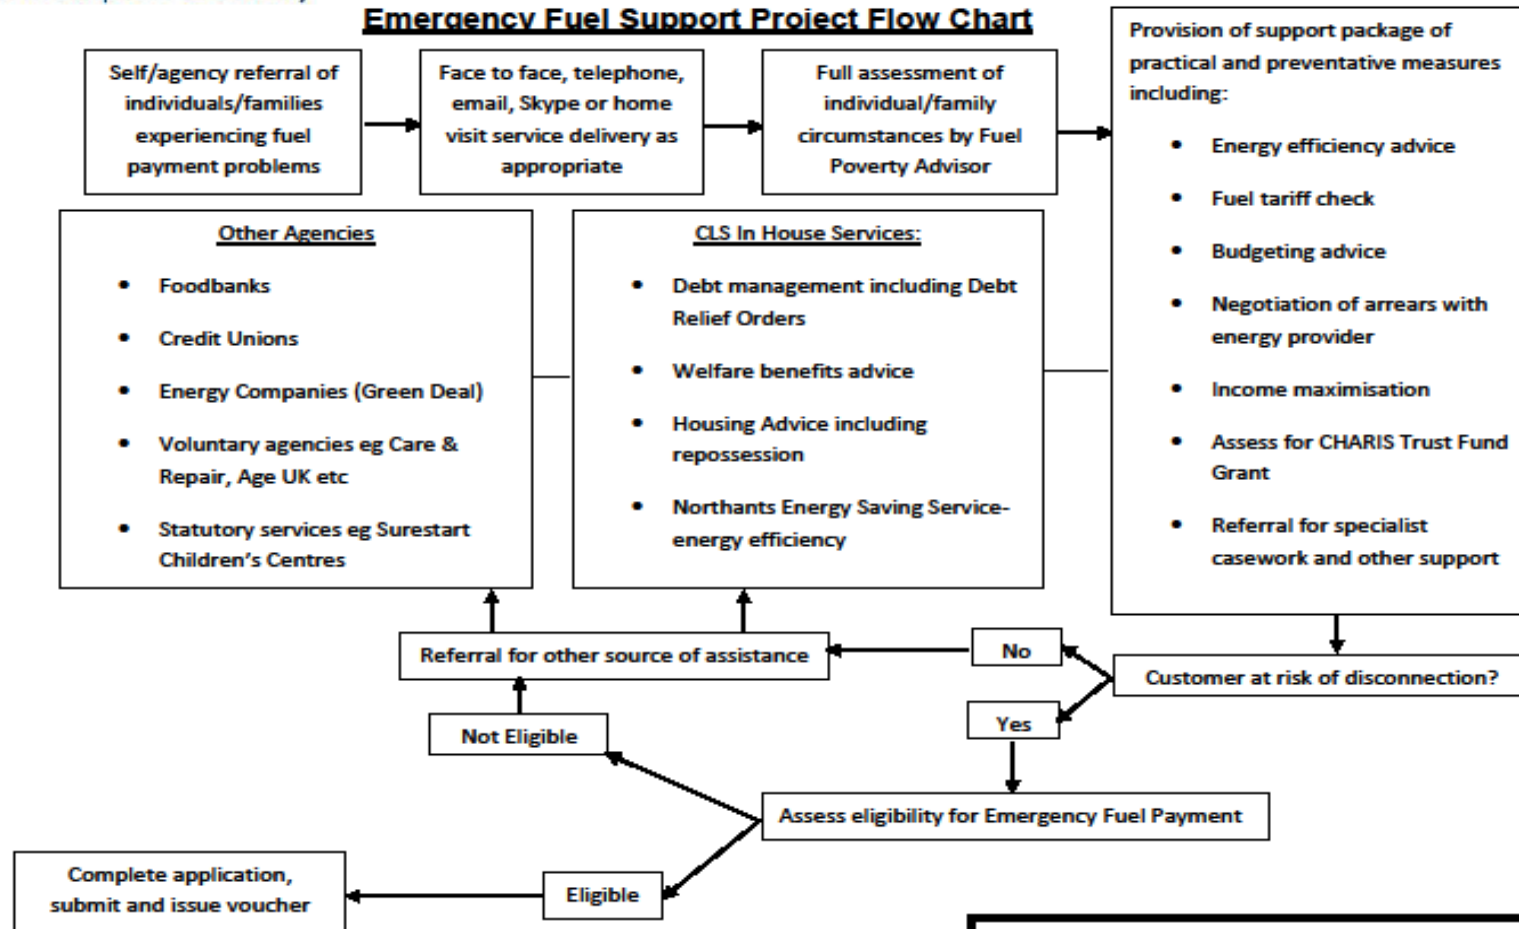 Emergency Fuel Support Project Flow Chart
Self/agency referral of
individuals/families
experiencing fuel
payment problems
Face to face, telephone,
email, Skype or home
visit service delivery as
appropriate
Full assessment of
individual/family
circumstances by Fuel
Poverty Advisor
Provision of support package of
practical and preventative measures
including:
• Energy efficiency advice
• Fuel tariff check
• Budgeting advice
• Negotiation of arrears with
energy provider
• Income maximisation
• Assess for CHARIS Trust Fund
Grant
• Referral for specialist
casework and other support
Other Agencies
• Foodbanks
• Credit Unions
• Energy Companies (Green Deal)
• Voluntary agencies eg Care &
Repair, Age UK etc
• Statutory services eg Surestart
Children's Centres
CLS In House Services:
• Debt management including Debt
Relief Orders
• Welfare benefits advice
• Housing Advice including
repossession
• Northants Energy Saving Service-
energy efficiency
Referral for other source of assistance
No
Customer at risk of disconnection?
Yes
Not Eligible
Assess eligibility for Emergency Fuel Payment
Eligible
Complete application,
submit and issue voucher